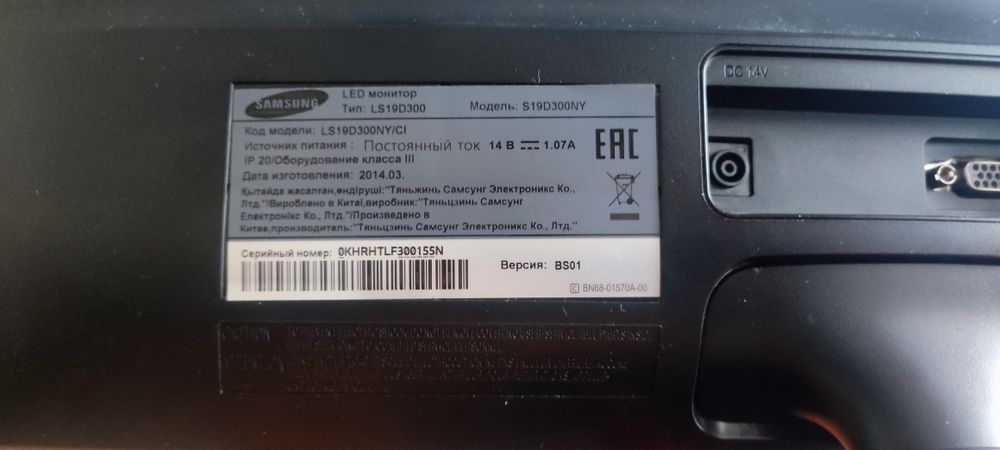 SAMSUNG
LED монитор
Тип: LS19D300 Модель: S19D300NY
Код модели: LS19D300NY/CI
Источник питания : Постоянный ток 14 В 1.07A
IP 20/Оборудование класса III
Дата изготовления: 2014.03.
EAC
Қытайда жасалған,өндіруші:"Тяньжинь Самсунг Электроникс Ко.,
Лтд."/Вироблено в Китаї,виробник:"Тяньцзинь Самсунг
Електронікс Ко., Лтд."/Произведено в
Китае,производитель:"Тяньцзинь Самсунг Электроникс Ко., Лтд."
Серийный номер: 0KHRHTLF300155N
Версия: BS01
© BN68-01570A-00
DC 14V
CAUTION